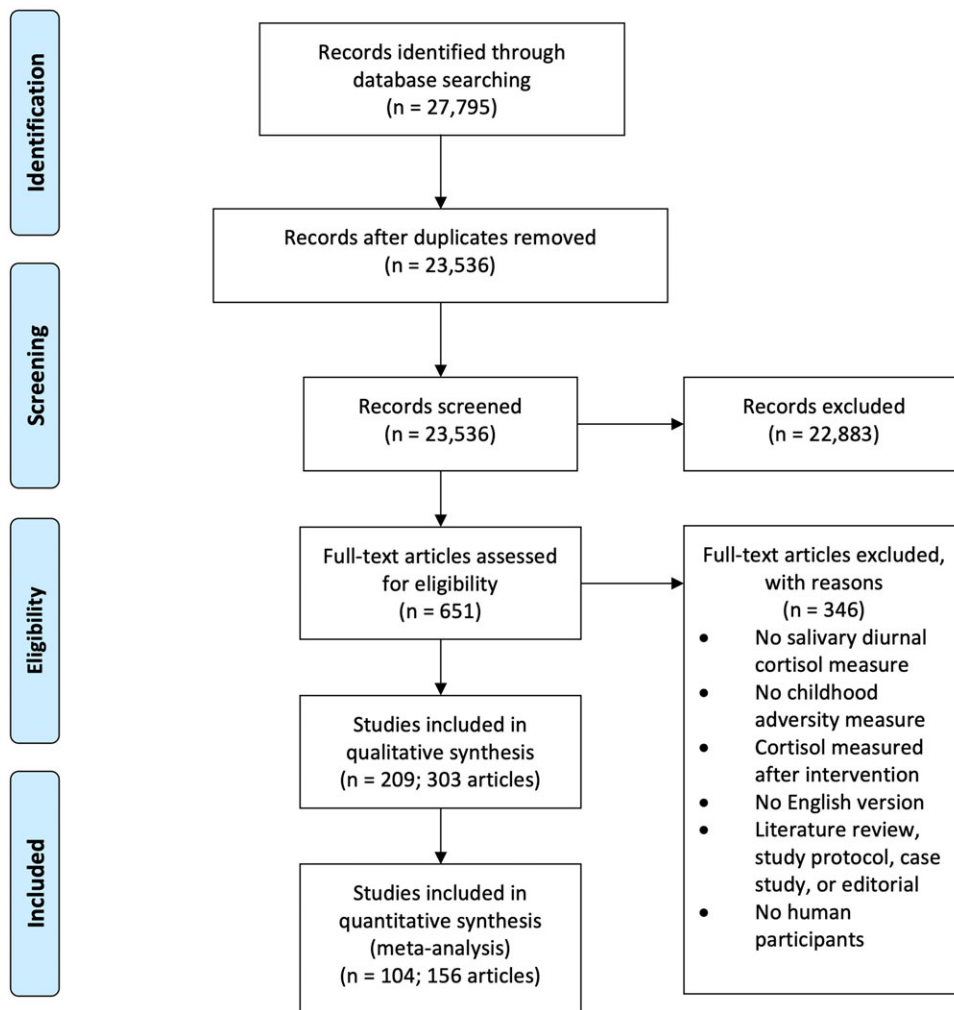 Identification
Records identified through
database searching
(n = 27,795)
Records after duplicates removed
(n = 23,536)
Screening
Records screened
(n = 23,536)
Records excluded
(n = 22,883)
Eligibility
Full-text articles assessed
for eligibility
(n = 651)
Full-text articles excluded,
with reasons
(n = 346)
• No salivary diurnal
cortisol measure
• No childhood
adversity measure
• Cortisol measured
after intervention
• No English version
• Literature review,
study protocol, case
study, or editorial
• No human
participants
Studies included in
qualitative synthesis
(n = 209; 303 articles)
Included
Studies included in
quantitative synthesis
(meta-analysis)
(n = 104; 156 articles)